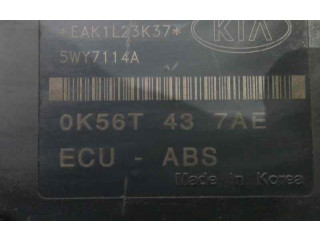 *EAK1L23K37*
KIA
5WY7114A
0K56T 43 7AE
ECU - ABS
Made in Korea